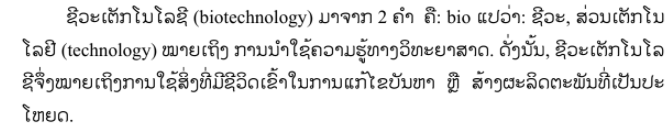 ຊີວະເຕັກໂນໂລຊີ (biotechnology) ມາຈາກ 2 ຄຳ ຄື: bio ແປວ່າ: ຊີວະ, ສ່ວນເຕັກໂນ
ໂລຢີ (technology) ໝາຍເຖິງ ການນຳໃຊ້ຄວາມຮູ້ທາງວິທະຍາສາດ. ດັ່ງນັ້ນ, ຊີວະເຕັກໂນໂລ
ຊີຈຶ່ງໝາຍເຖິງການໃຊ້ສິ່ງທີ່ມີຊີວິດເຂົ້າໃນການແກ້ໄຂບັນຫາ ຫຼື ສ້າງຜະລິດຕະພັນທີ່ເປັນປະ
ໂຫຍດ.